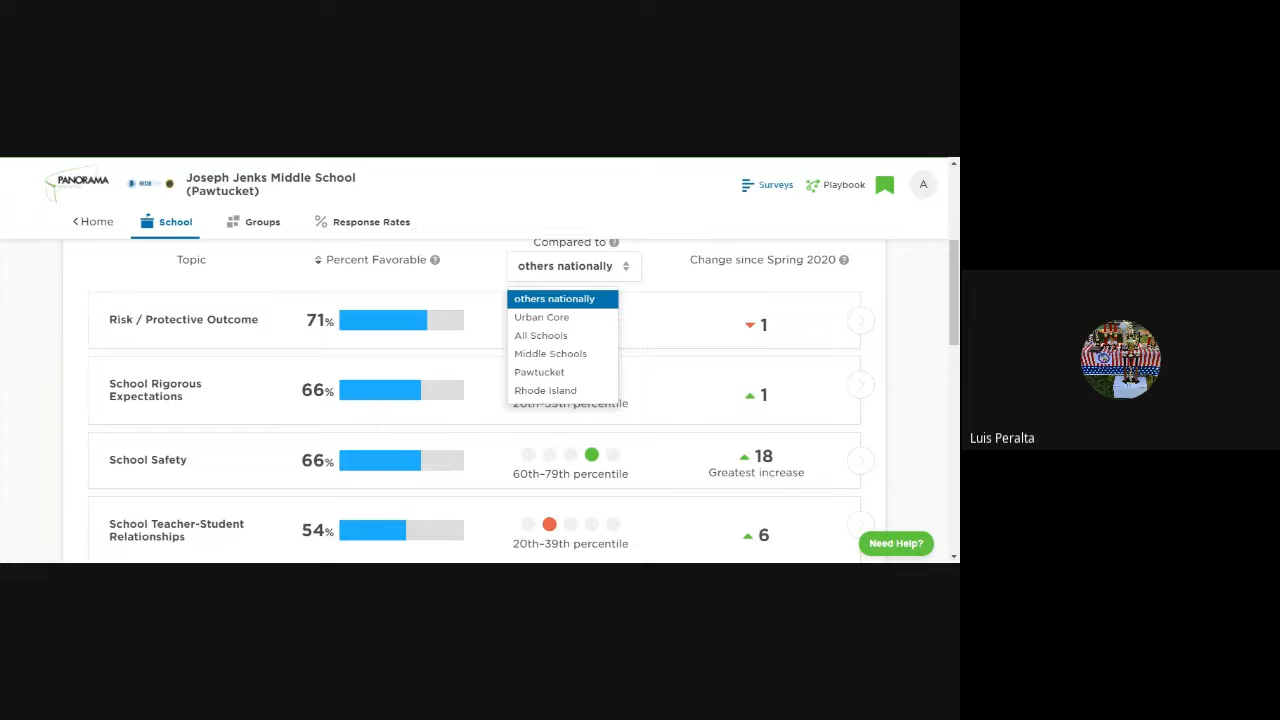 PANORAMA
RIDE
Joseph Jenks Middle School
(Pawtucket)
Surveys
Playbook
A
Home
School
Groups
Response Rates
Compared to
Topic
Percent Favorable
others nationally
Change since Spring 2020
others nationally
Urban Core
All Schools
Middle Schools
Pawtucket
Rhode Island
Risk / Protective Outcome
71%
1
School Rigorous
Expectations
66%
20th–39th percentile
1
School Safety
66%
60th–79th percentile
18
Greatest increase
School Teacher-Student
Relationships
54%
20th–39th percentile
6
Need Help?
Luis Peralta